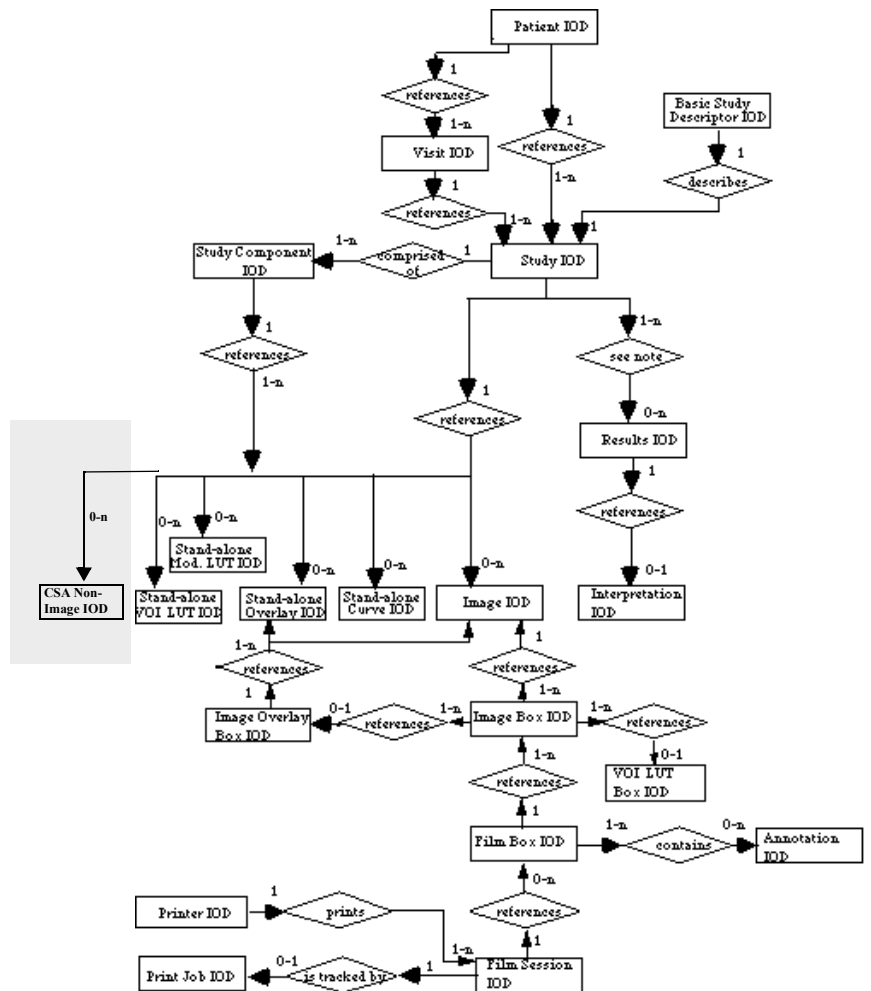 Patient IOD
1
references
1-n
Visit IOD
1
references
1-n
1
references
1-n
Basic Study
Descriptor IOD
1
describes
1
Study Component
IOD
1-n
comprised
of
1
Study IOD
1
references
1-n
1
references
1-n
see note
0-n
Results IOD
1
references
0-1
Interpretation
IOD
0-n
CSA Non-
Image IOD
0-n
Stand-alone
VOI LUT IOD
0-n
Stand-alone
Mod. LUT IOD
0-n
Stand-alone
Overlay IOD
0-n
Stand-alone
Curve IOD
0-n
Image IOD
1-n
references
1
Image Overlay
Box IOD
1
references
1-n
0-1
references
1-n
Image Box IOD
1-n
references
0-1
VOI LUT
Box IOD
1-n
references
1
Film Box IOD
1-n
contains
0-n
Annotation
IOD
0-n
references
1
Printer IOD
1
prints
1-n
Film Session
IOD
Print Job IOD
0-1
is tracked by
1